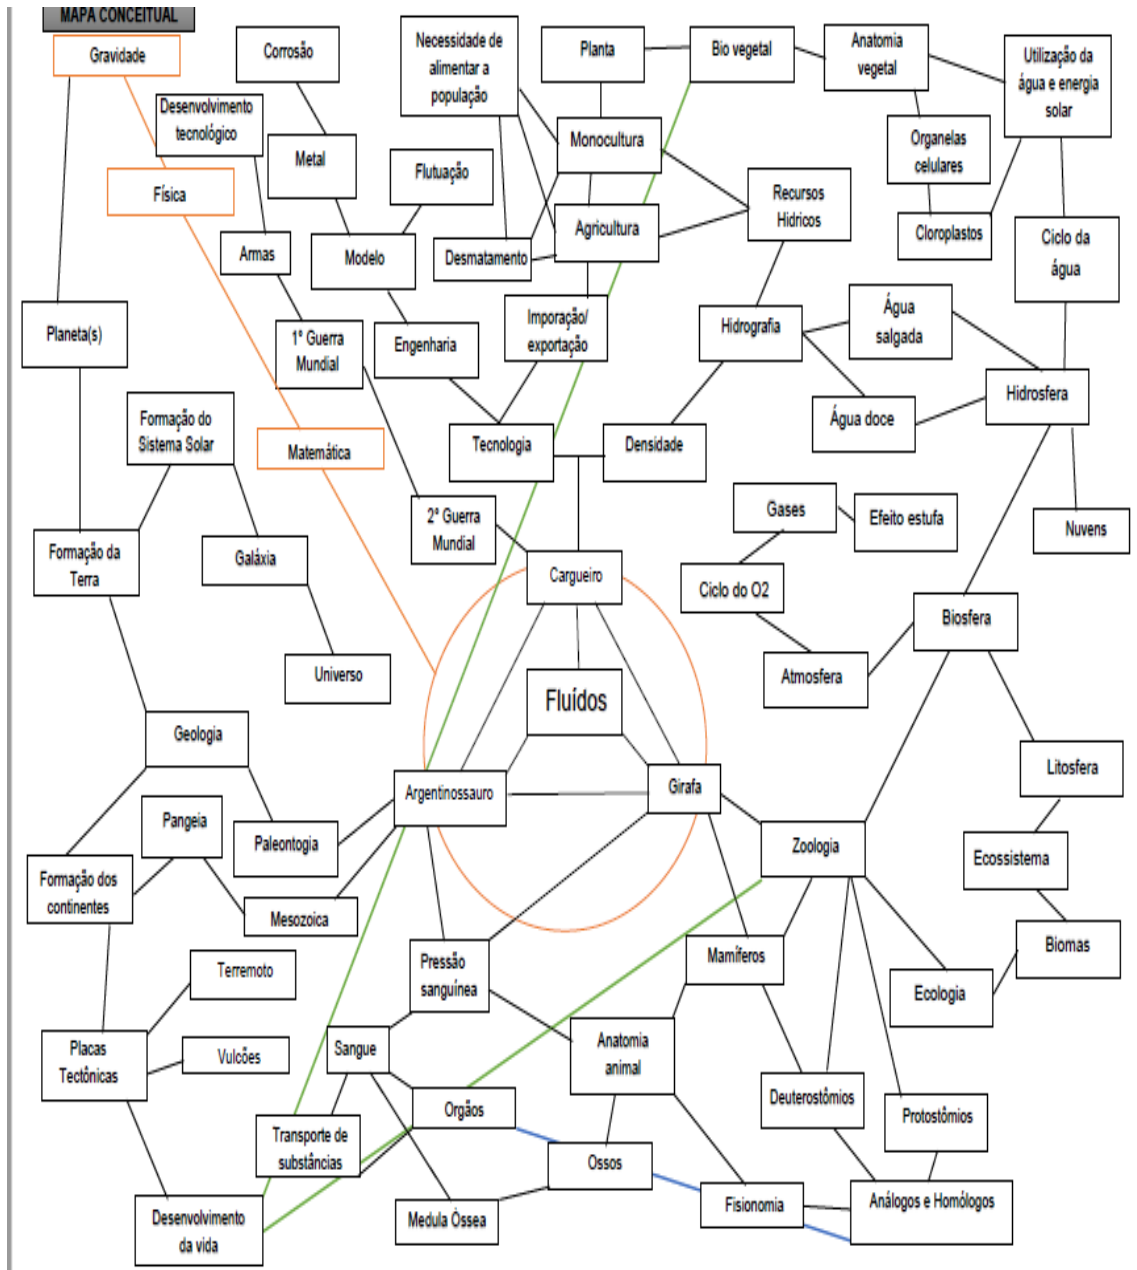 MAPA CONCEITUAL
Gravidade
Corrosão
Necessidade de
alimentar a
população
Planta
Bio vegetal
Anatomia
vegetal
Utilização da
água e energia
solar
Desenvolvimento
tecnológico
Metal
Flutuação
Monocultura
Organelas
celulares
Física
Recursos
Hidricos
Armas
Modelo
Desmatamento
Agricultura
Cloroplastos
Ciclo da
água
Planeta(s)
1° Guerra
Mundial
Engenharia
Imporação/
exportação
Hidrografia
Água
salgada
Hidrosfera
Formação do
Sistema Solar
Matemática
Tecnologia
Densidade
Água doce
2° Guerra
Mundial
Gases
Efeito estufa
Nuvens
Formação da
Terra
Galáxia
Cargueiro
Ciclo do O2
Biosfera
Universo
Fluídos
Atmosfera
Geologia
Argentinossauro
Girafa
Litosfera
Pangeia
Paleontogia
Zoologia
Ecossistema
Formação dos
continentes
Mesozoica
Biomas
Terremoto
Pressão
sanguínea
Mamíferos
Ecologia
Placas
Tectônicas
Vulcões
Sangue
Anatomia
animal
Deuterostômios
Protostômios
Orgãos
Transporte de
substâncias
Ossos
Desenvolvimento
da vida
Medula Óssea
Fisionomia
Análogos e Homólogos